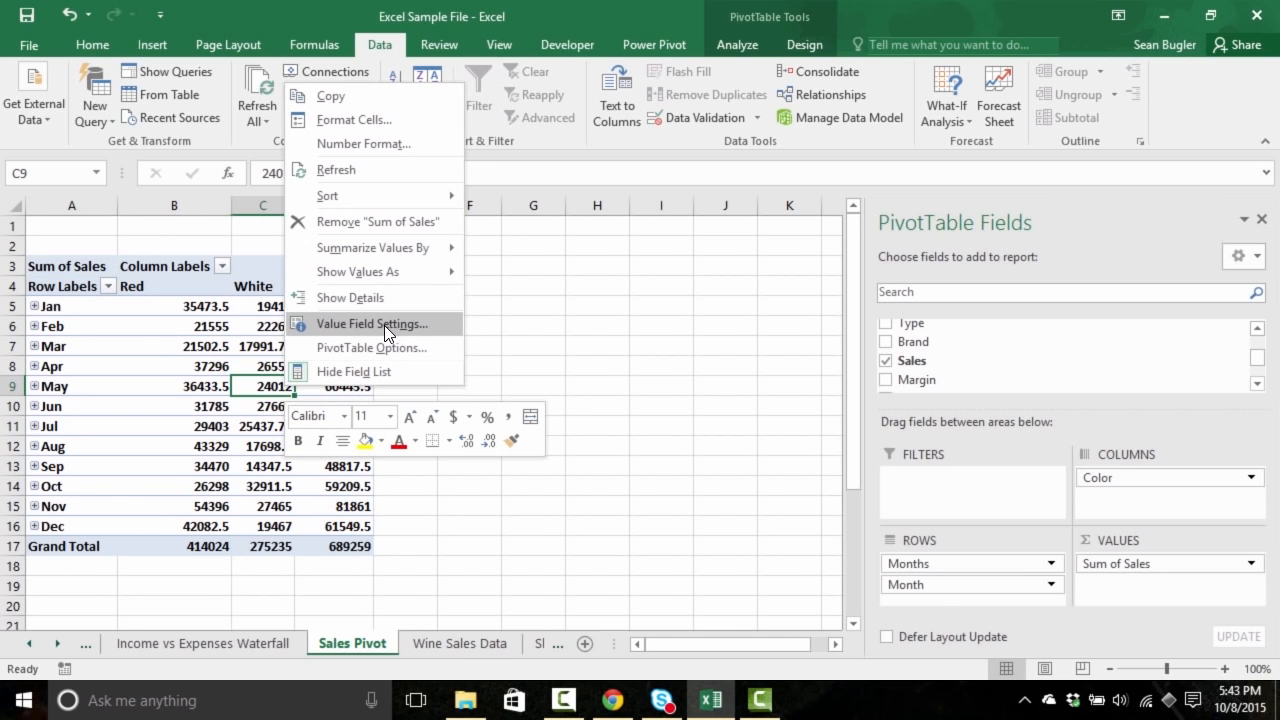 Excel Sample File - Excel
PivotTable Tools
File Home Insert Page Layout Formulas Data Review View Developer Power Pivot Analyze Design Tell me what you want to do... Sean Bugler Share
Get External Data
New Query
Show Queries
From Table
Recent Sources
Get & Transform
Refresh All
Connections
Filter
Clear
Reapply
Advanced
t & Filter
Text to Columns
Flash Fill
Remove Duplicates
Data Validation
Consolidate
Relationships
Manage Data Model
Data Tools
What-If Analysis
Forecast Sheet
Forecast
Group
Ungroup
Subtotal
Outline
C9 fx 240
A B C F G H I J K
1
2
3 Sum of Sales Column Labels
4 Row Labels Red White
5 Jan 35473.5 1941
6 Feb 21555 2226
7 Mar 21502.5 17991.7
8 Apr 37296 2655
9 May 36433.5 24012 60445.5
10 Jun 31785 2766
11 Jul 29403 25437.7
12 Aug 43329 17698.
13 Sep 34470 14347.5 48817.5
14 Oct 26298 32911.5 59209.5
15 Nov 54396 27465 81861
16 Dec 42082.5 19467 61549.5
17 Grand Total 414024 275235 689259
18
19
20
21
Copy
Format Cells...
Number Format...
Refresh
Sort
Remove "Sum of Sales"
Summarize Values By
Show Values As
Show Details
Value Field Settings...
PivotTable Options...
Hide Field List
Calibri 11 A A $ % ,
B I A .00 .00
PivotTable Fields
Choose fields to add to report:
Search
Type
Brand
Sales
Margin
Drag fields between areas below:
FILTERS
COLUMNS
Color
ROWS
Months
Month
Σ VALUES
Sum of Sales
Defer Layout Update UPDATE
... Income vs Expenses Waterfall Sales Pivot Wine Sales Data Sl ...
Ready 100%
Ask me anything
5:43 PM
10/8/2015